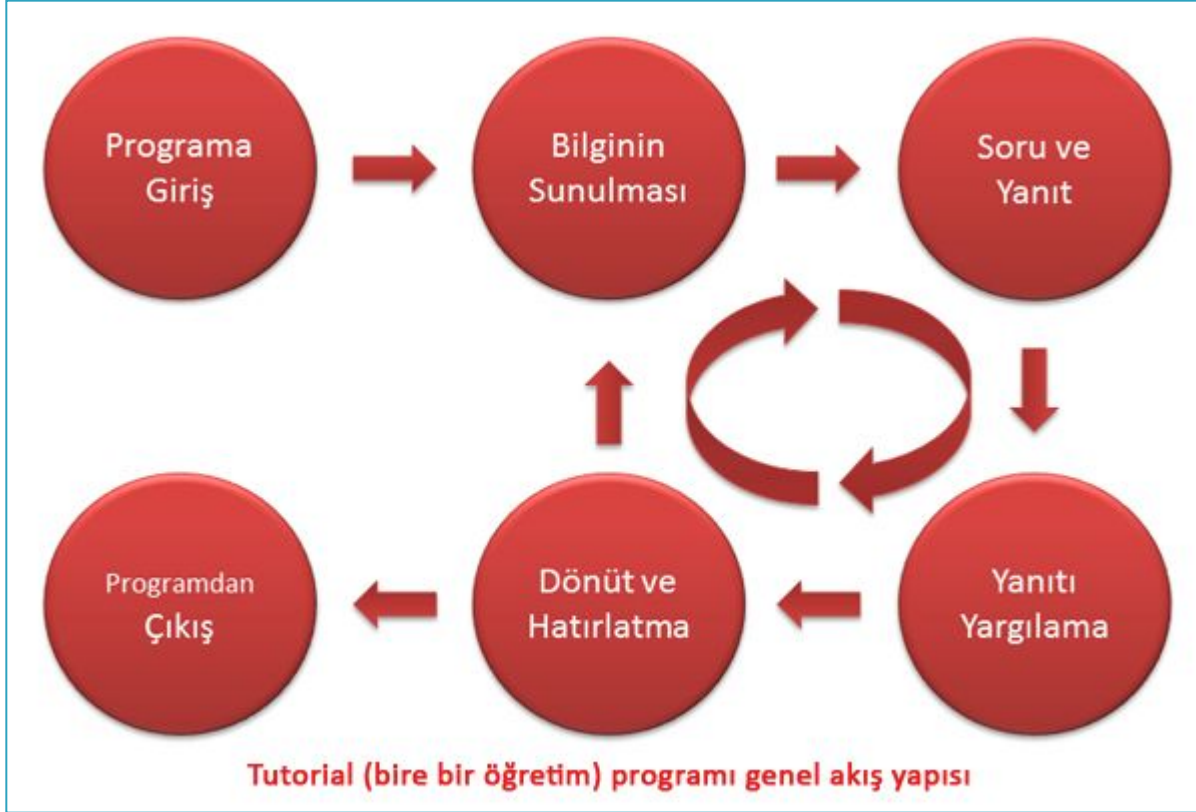 Programa
Giriş
Bilginin
Sunulması
Soru ve
Yanıt
Programdan
Çıkış
Dönüt ve
Hatırlatma
Yanıtı
Yargılama
Tutorial (bire bir öğretim) programı genel akış yapısı